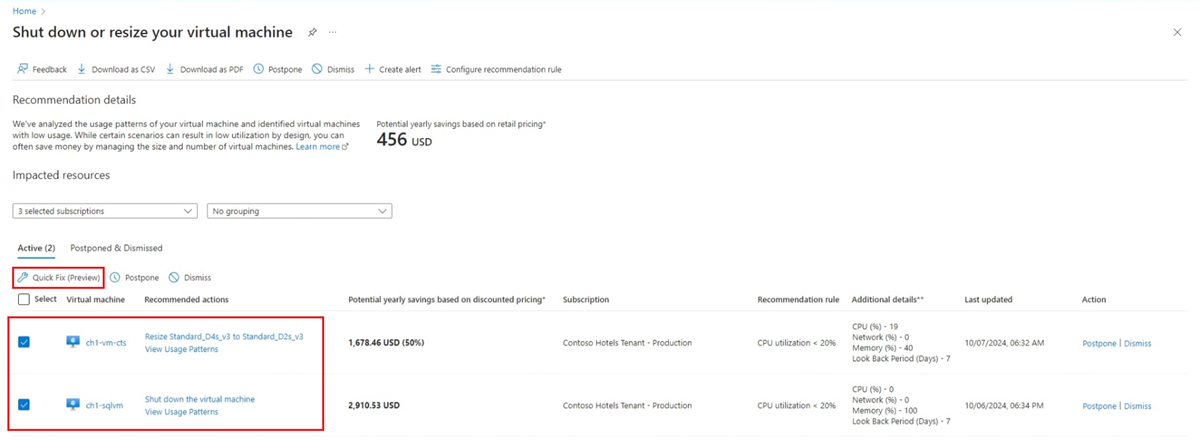 Home >
Shut down or resize your virtual machine ...
Feedback Download as CSV Download as PDF Postpone Dismiss Create alert Configure recommendation rule
Recommendation details
We've analyzed the usage patterns of your virtual machine and identified virtual machines
with low usage. While certain scenarios can result in low utilization by design, you can
often save money by managing the size and number of virtual machines. Learn more
Potential yearly savings based on retail pricing*
456 USD
Impacted resources
3 selected subscriptions No grouping
Active (2) Postponed & Dismissed
Quick Fix (Preview) Postpone Dismiss
Select Virtual machine Recommended actions Potential yearly savings based on discounted pricing* Subscription Recommendation rule Additional details** Last updated Action
ch1-vm-cts
Resize Standard_D4s_v3 to Standard_D2s_v3
View Usage Patterns
1,678.46 USD (50%)
Contoso Hotels Tenant - Production
CPU utilization < 20%
CPU (%) - 19
Network (%) - 0
Memory (%) - 40
Look Back Period (Days) - 7
10/07/2024, 06:32 AM
Postpone | Dismiss
ch1-sqlvm
Shut down the virtual machine
View Usage Patterns
2,910.53 USD
Contoso Hotels Tenant - Production
CPU utilization < 20%
CPU (%) - 0
Network (%) - 0
Memory (%) - 100
Look Back Period (Days) - 7
10/06/2024, 06:34 PM
Postpone | Dismiss